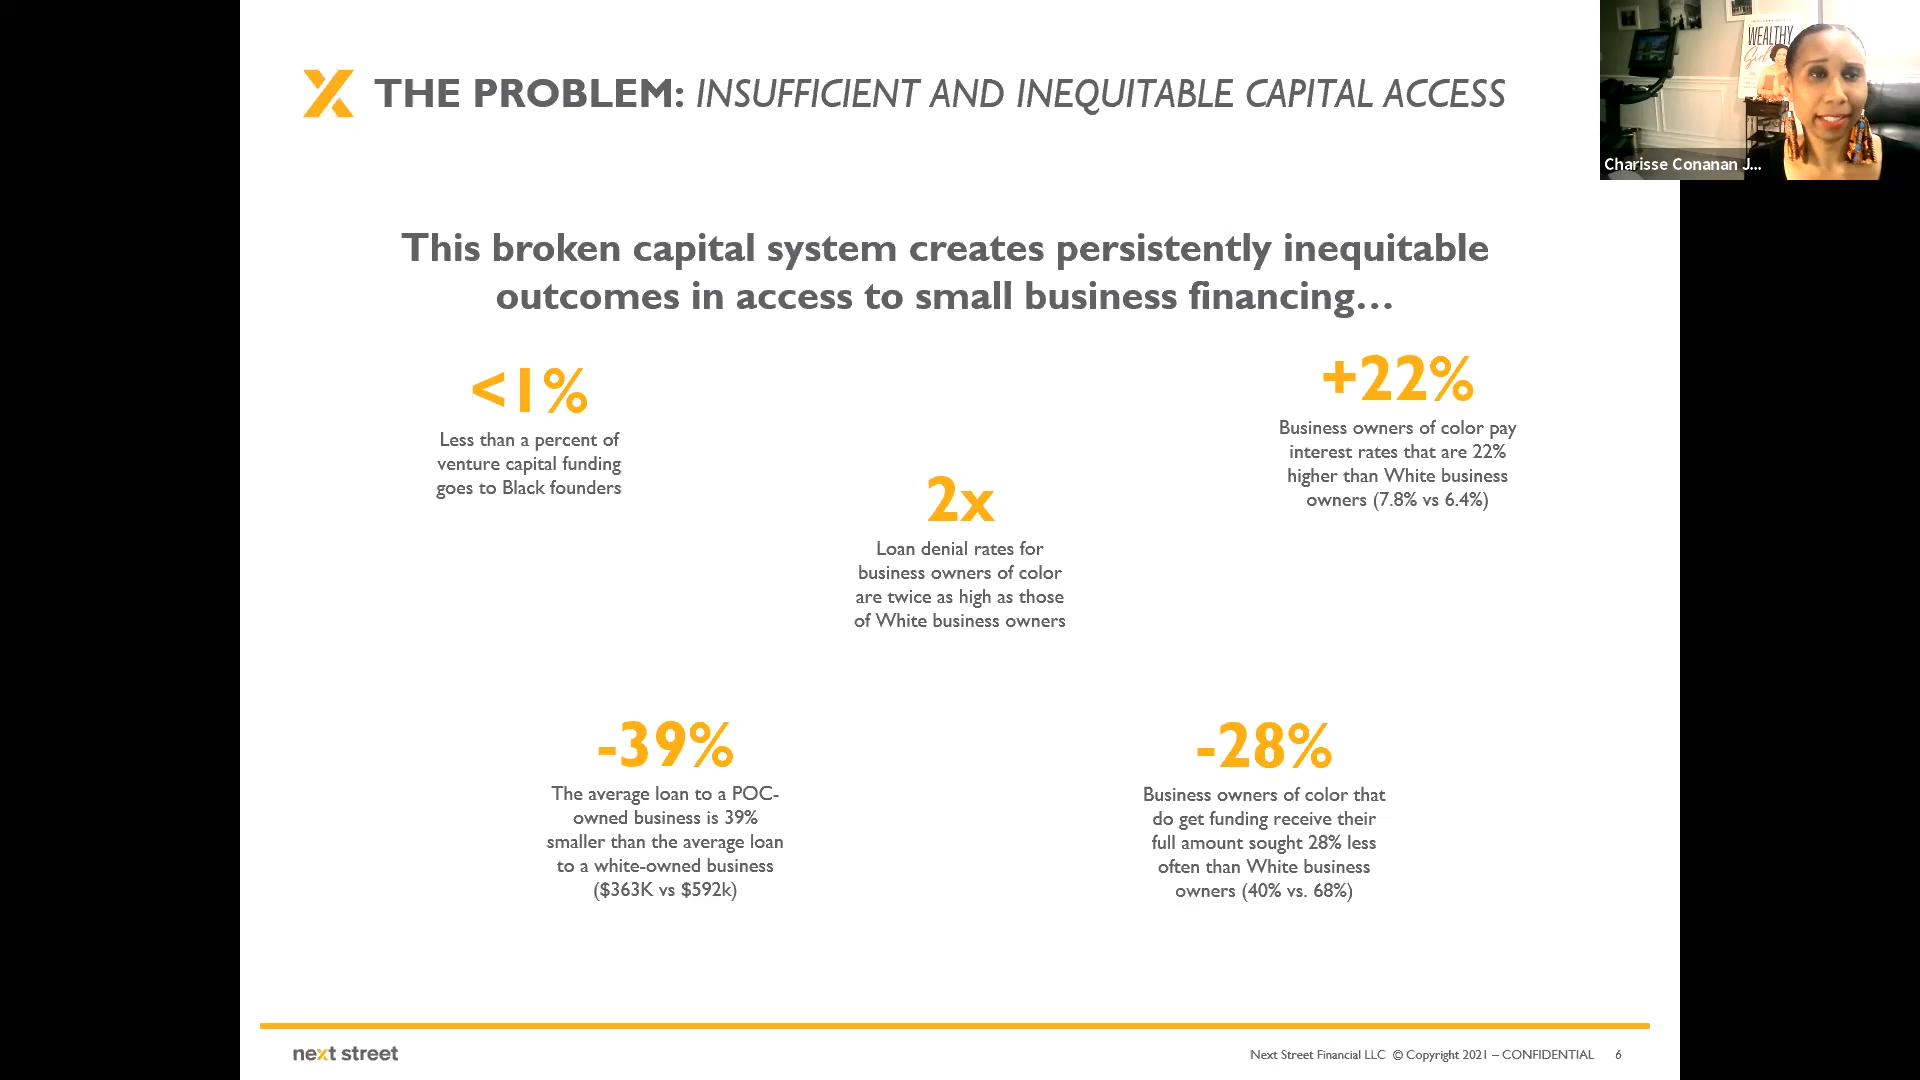 THE PROBLEM: INSUFFICIENT AND INEQUITABLE CAPITAL ACCESS
WEALTHY
Girl
Charisse Conanan J...
This broken capital system creates persistently inequitable
outcomes in access to small business financing...
<1%
Less than a percent of
venture capital funding
goes to Black founders
+22%
Business owners of color pay
interest rates that are 22%
higher than White business
owners (7.8% vs 6.4%)
2x
Loan denial rates for
business owners of color
are twice as high as those
of White business owners
-39%
The average loan to a POC-
owned business is 39%
smaller than the average loan
to a white-owned business
($363K vs $592k)
-28%
Business owners of color that
do get funding receive their
full amount sought 28% less
often than White business
owners (40% vs. 68%)
next street
Next Street Financial LLC © Copyright 2021 – CONFIDENTIAL 6